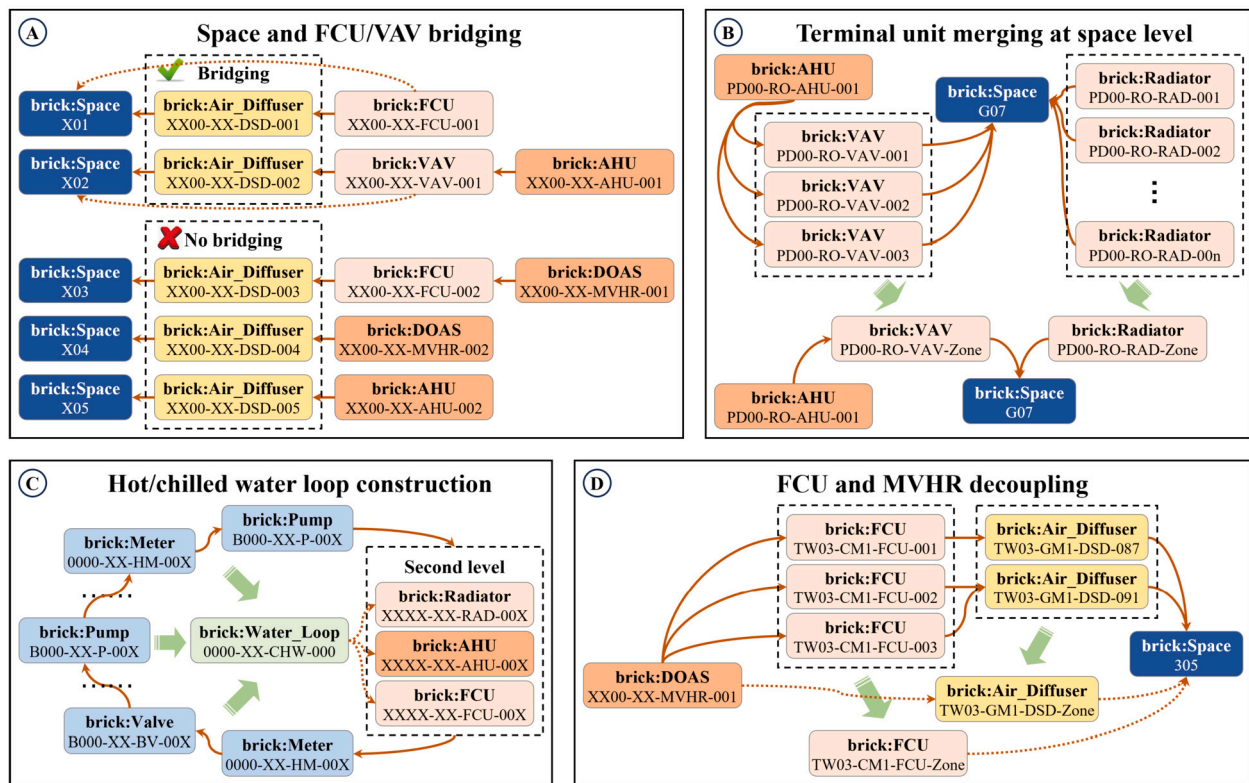 A
Space and FCU/VAV bridging
Bridging
brick:Space
X01
brick:Air_Diffuser
XX00-XX-DSD-001
brick:FCU
XX00-XX-FCU-001
brick:Space
X02
brick:Air_Diffuser
XX00-XX-DSD-002
brick:VAV
XX00-XX-VAV-001
brick:AHU
XX00-XX-AHU-001
No bridging
brick:Space
X03
brick:Air_Diffuser
XX00-XX-DSD-003
brick:FCU
XX00-XX-FCU-002
brick:DOAS
XX00-XX-MVHR-001
brick:Space
X04
brick:Air_Diffuser
XX00-XX-DSD-004
brick:DOAS
XX00-XX-MVHR-002
brick:Space
X05
brick:Air_Diffuser
XX00-XX-DSD-005
brick:AHU
XX00-XX-AHU-002
B
Terminal unit merging at space level
brick:AHU
PD00-RO-AHU-001
brick:VAV
PD00-RO-VAV-001
brick:VAV
PD00-RO-VAV-002
brick:VAV
PD00-RO-VAV-003
brick:Space
G07
brick:Radiator
PD00-RO-RAD-001
brick:Radiator
PD00-RO-RAD-002
⋮
brick:Radiator
PD00-RO-RAD-00n
brick:VAV
PD00-RO-VAV-Zone
brick:Radiator
PD00-RO-RAD-Zone
brick:AHU
PD00-RO-AHU-001
brick:Space
G07
C
Hot/chilled water loop construction
brick:Pump
B000-XX-P-00X
brick:Meter
0000-XX-HM-00X
......
brick:Pump
B000-XX-P-00X
......
brick:Valve
B000-XX-BV-00X
brick:Meter
0000-XX-HM-00X
brick:Water_Loop
0000-XX-CHW-000
Second level
brick:Radiator
XXXX-XX-RAD-00X
brick:AHU
XXXX-XX-AHU-00X
brick:FCU
XXXX-XX-FCU-00X
D
FCU and MVHR decoupling
brick:FCU
TW03-CM1-FCU-001
brick:FCU
TW03-CM1-FCU-002
brick:FCU
TW03-CM1-FCU-003
brick:Air_Diffuser
TW03-GM1-DSD-087
brick:Air_Diffuser
TW03-GM1-DSD-091
brick:Space
305
brick:DOAS
XX00-XX-MVHR-001
brick:Air_Diffuser
TW03-GM1-DSD-Zone
brick:FCU
TW03-CM1-FCU-Zone